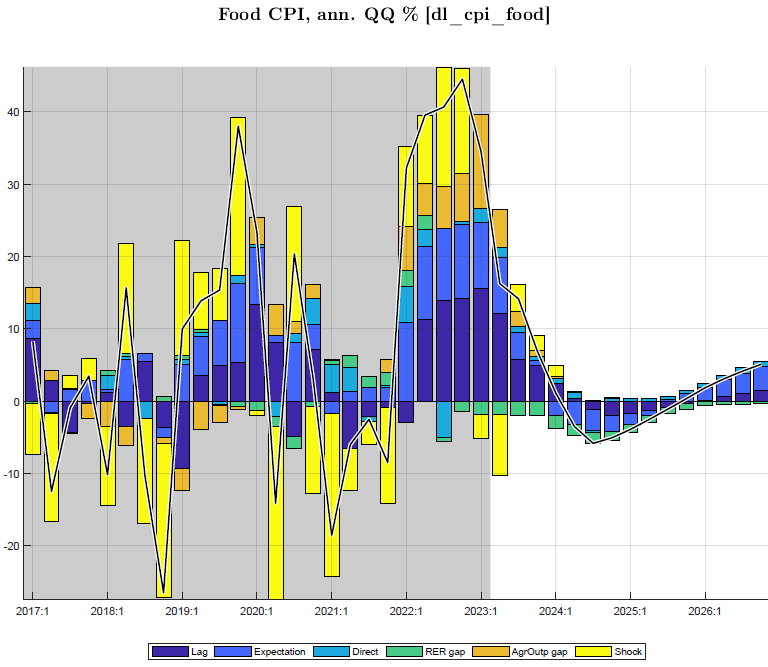 Food CPI, ann. QQ % [dl_cpi_food]
40
30
20
10
0
-10
-20
2017:1 2018:1 2019:1 2020:1 2021:1 2022:1 2023:1 2024:1 2025:1 2026:1
Lag Expectation Direct RER gap AgrOutp gap Shock